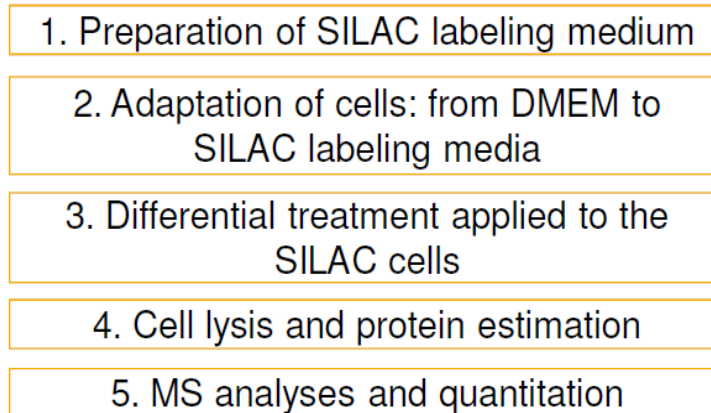 1. Preparation of SILAC labeling medium
2. Adaptation of cells: from DMEM to
SILAC labeling media
3. Differential treatment applied to the
SILAC cells
4. Cell lysis and protein estimation
5. MS analyses and quantitation